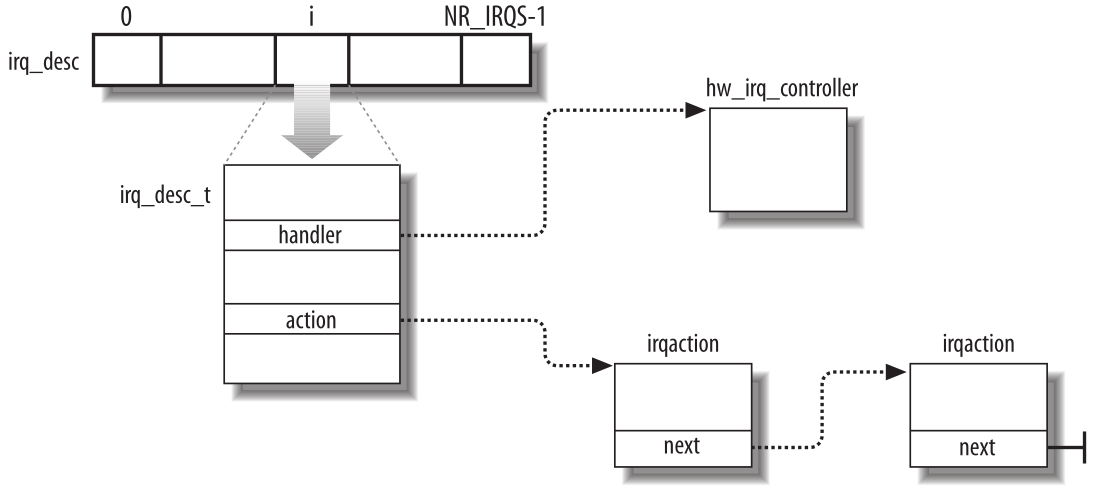 0 i NR_IRQS-1
irq_desc
hw_irq_controller
irq_desc_t
handler
action
irqaction irqaction
next next